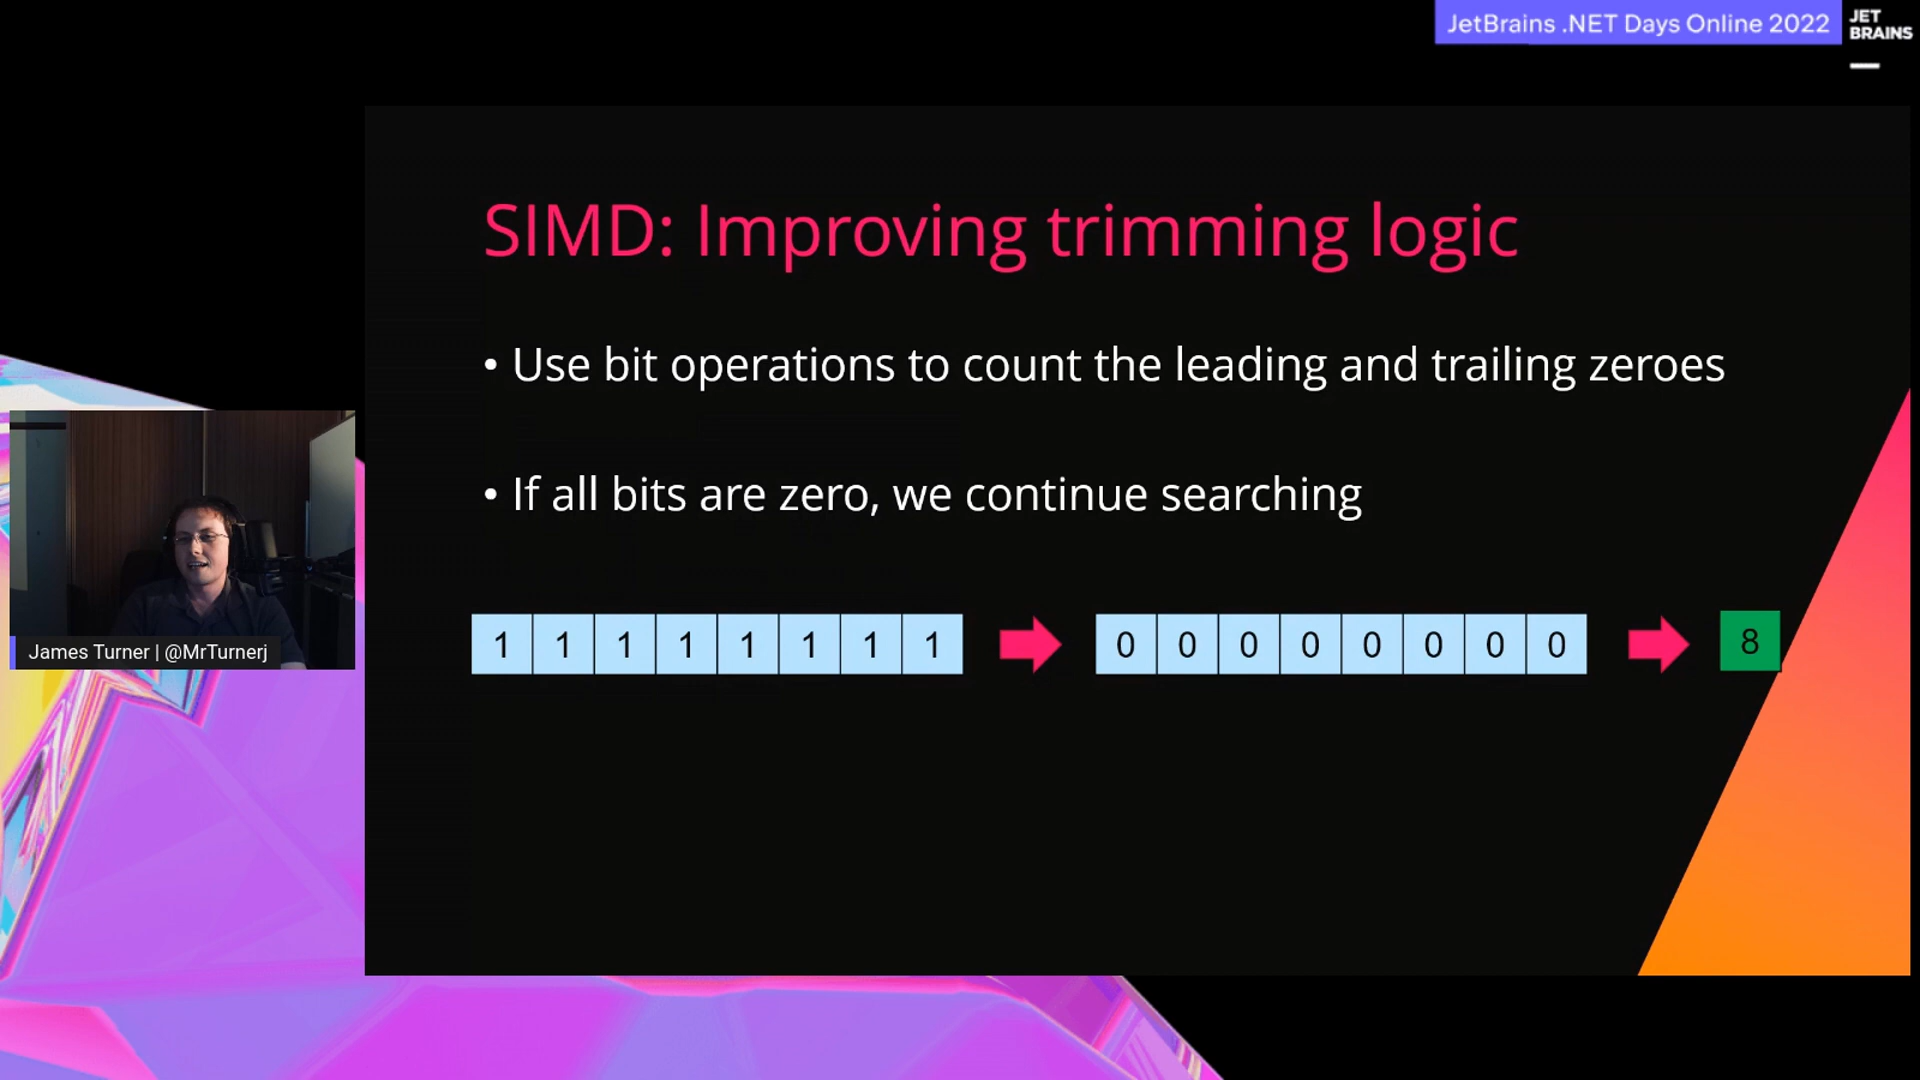 JetBrains .NET Days Online 2022
JET
BRAINS
SIMD: Improving trimming logic
• Use bit operations to count the leading and trailing zeroes
• If all bits are zero, we continue searching
1 1 1 1 1 1 1 1 0 0 0 0 0 0 0 0 8
James Turner | @MrTurnerj